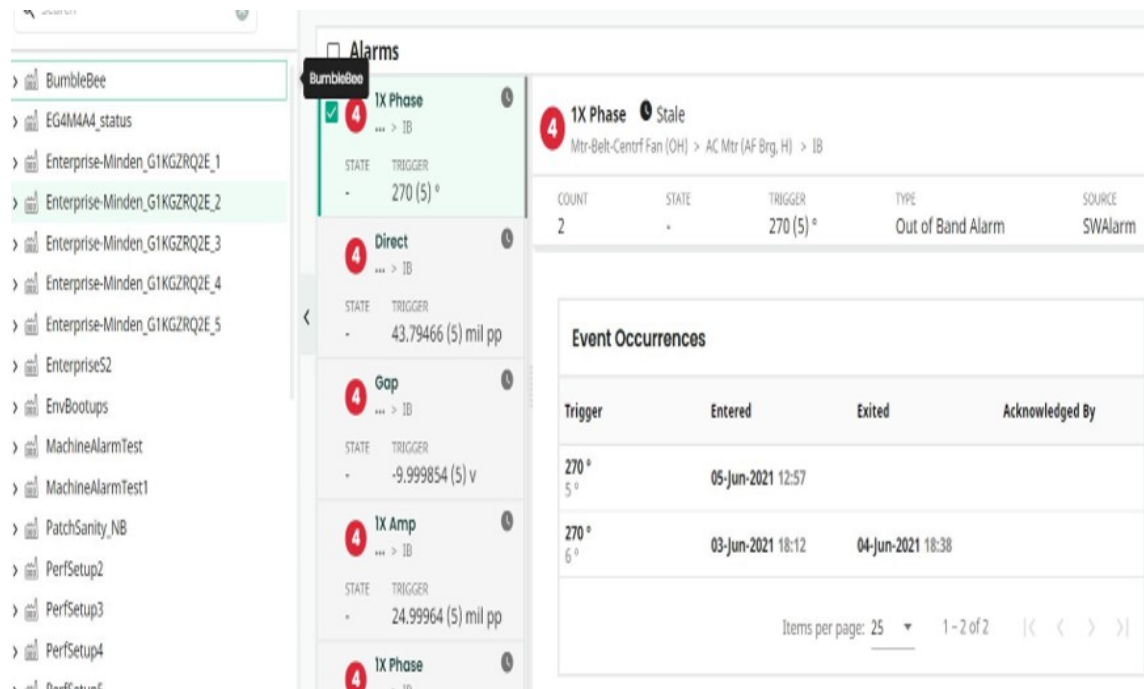 Search
BumbleBee
EG4M4A4_status
Enterprise-Minden_G1KGZRQ2E_1
Enterprise-Minden_G1KGZRQ2E_2
Enterprise-Minden_G1KGZRQ2E_3
Enterprise-Minden_G1KGZRQ2E_4
Enterprise-Minden_G1KGZRQ2E_5
EnterpriseS2
EnvBootups
MachineAlarmTest
MachineAlarmTest1
PatchSanity_NB
PerfSetup2
PerfSetup3
PerfSetup4
PerfSetup5
BumbleBee
Alarms
4 1X Phase
... > IB
STATE TRIGGER
- 270 (5) º
4 Direct
... > IB
STATE TRIGGER
- 43.79466 (5) mil pp
4 Gap
... > IB
STATE TRIGGER
- -9.999854 (5) v
4 1X Amp
... > IB
STATE TRIGGER
- 24.99964 (5) mil pp
4 1X Phase
... > IB
4 1X Phase Stale
Mtr-Belt-Centrf Fan (OH) > AC Mtr (AF Brg, H) > IB
COUNT STATE TRIGGER TYPE SOURCE
2 - 270 (5) º Out of Band Alarm SWAlarm
Event Occurrences
Trigger Entered Exited Acknowledged By
270 º
5 º
05-Jun-2021 12:57
270 º
6 º
03-Jun-2021 18:12 04-Jun-2021 18:38
Items per page: 25 1 – 2 of 2 |< < > >|